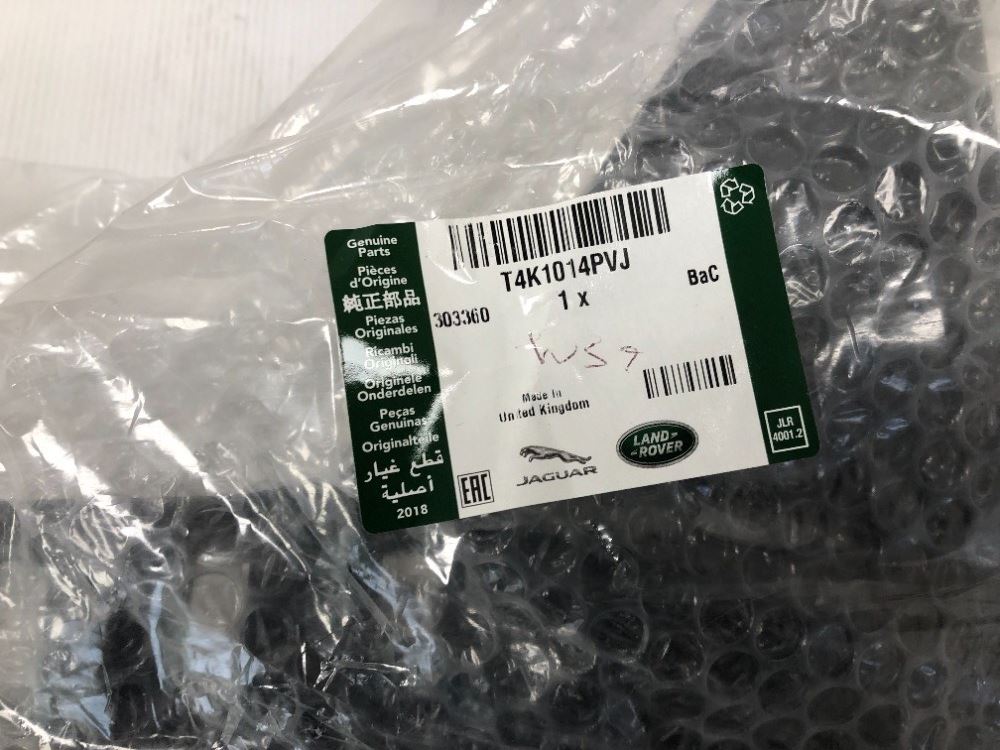 Genuine
Parts
Pièces
d'Origine
純正部品
Piezas
Originales
Ricambi
Originali
Originele
Onderdelen
Peças
Genuinas
Originalteile
قطع غيار
أصلية
2018
T4K1014PVJ
1 x
BaC
303360
Made In
United Kingdom
EAC
JAGUAR
LAND-
-ROVER
JLR
4001.2